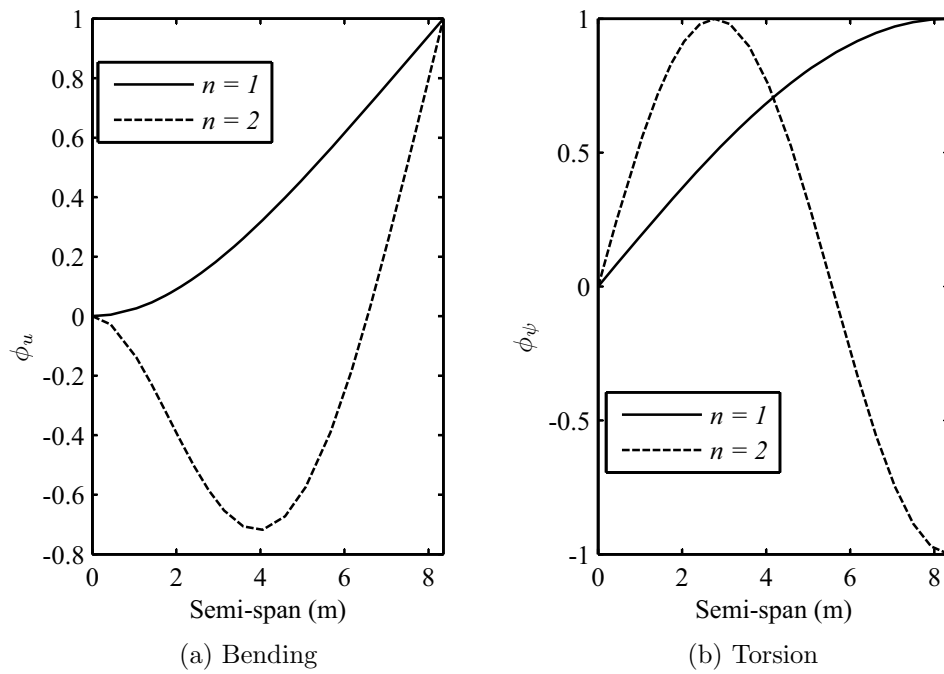 1
0.8
0.6
0.4
0.2
0
-0.2
-0.4
-0.6
-0.8
ϕu
n = 1
n = 2
0 2 4 6 8
Semi-span (m)
(a) Bending
1
0.5
0
-0.5
-1
ϕψ
n = 1
n = 2
0 2 4 6 8
Semi-span (m)
(b) Torsion